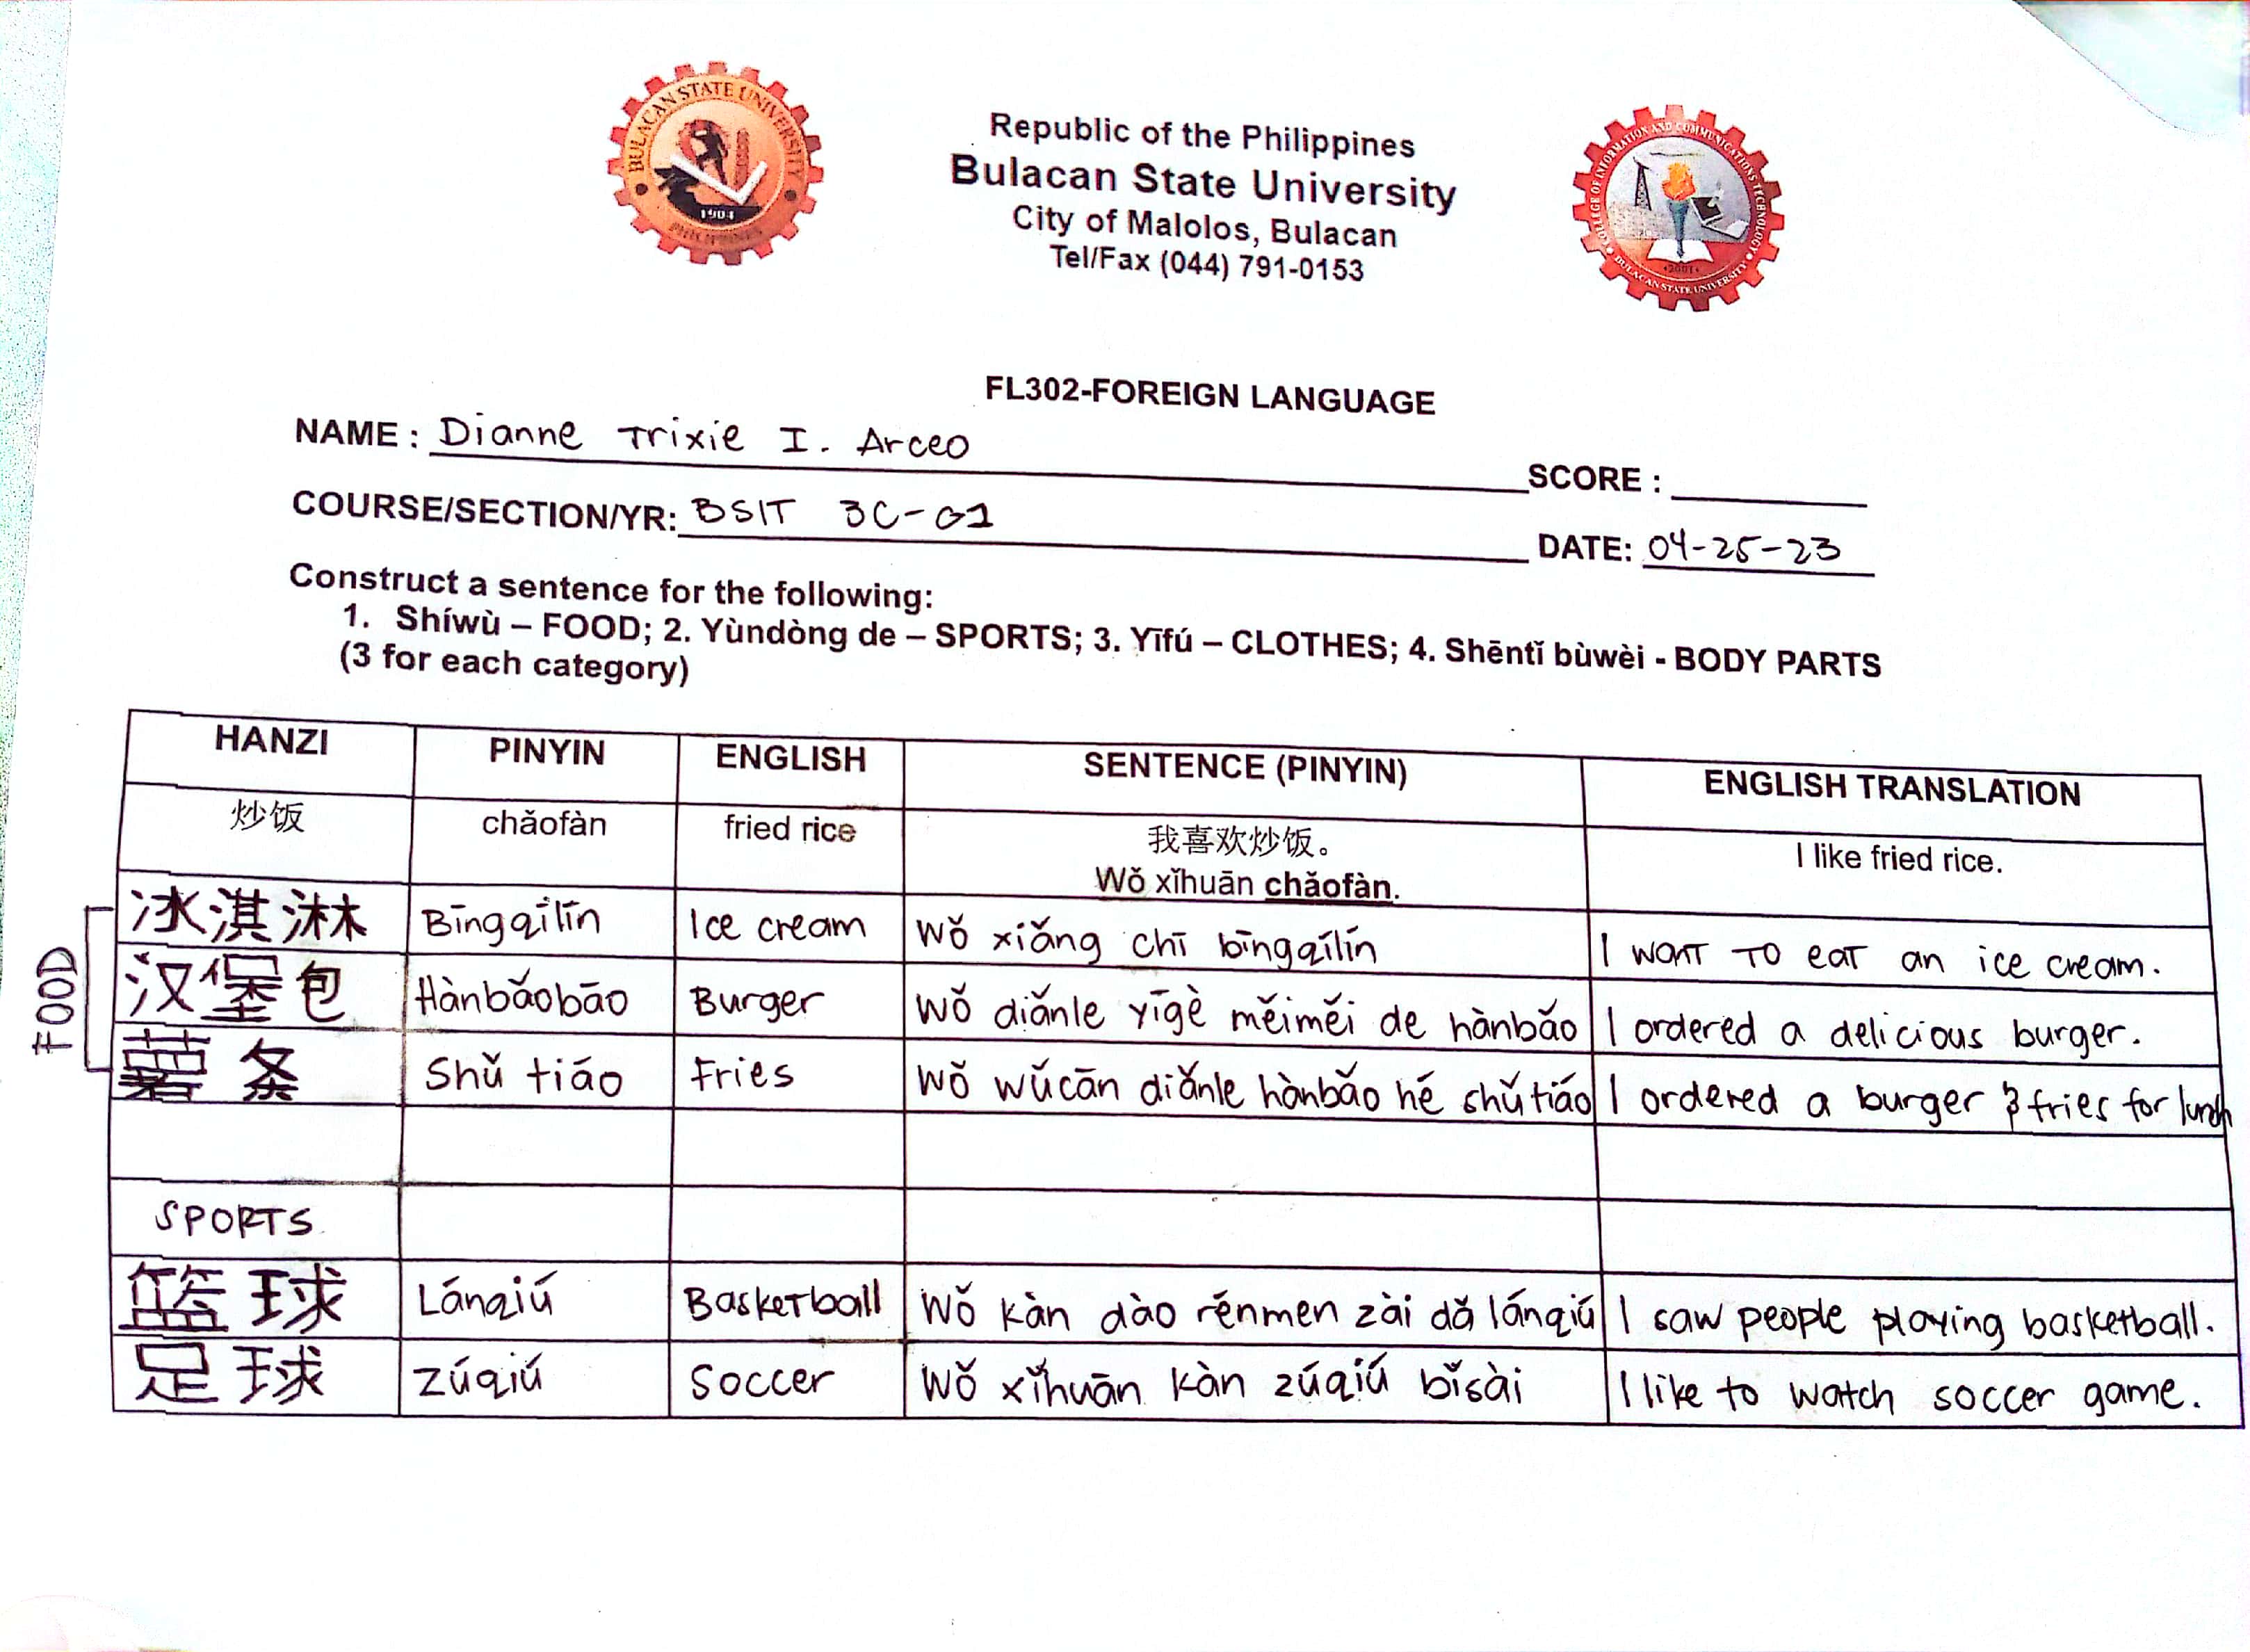 BULACAN STATE UNIVERSITY
1904
PHILIPPINES
Republic of the Philippines
Bulacan State University
City of Malolos, Bulacan
Tel/Fax (044) 791-0153
COLLEGE OF INFORMATION AND COMMUNICATIONS TECHNOLOGY
2001
BULACAN STATE UNIVERSITY
FL302-FOREIGN LANGUAGE
NAME : Dianne Trixie I. Arceo SCORE :
COURSE/SECTION/YR: BSIT 3C-G1 DATE: 04-25-23
Construct a sentence for the following:
1. Shíwù – FOOD; 2. Yùndòng de – SPORTS; 3. Yīfú – CLOTHES; 4. Shēntǐ bùwèi - BODY PARTS
(3 for each category)
HANZI PINYIN ENGLISH SENTENCE (PINYIN) ENGLISH TRANSLATION
炒饭 chǎofàn fried rice 我喜欢炒饭。 I like fried rice.
Wǒ xǐhuān chǎofàn.
FOOD
冰淇淋 Bīngqílín Ice cream Wǒ xiǎng chī bīngqílín I want to eat an ice cream.
汉堡包 Hànbǎobāo Burger Wǒ diǎnle yīgè měiměi de hànbǎo I ordered a delicious burger.
薯条 Shǔ tiáo Fries Wǒ wǔcān diǎnle hànbǎo hé shǔtiáo I ordered a burger & fries for lunch
SPORTS
篮球 Lánqiú Basketball Wǒ kàn dào rénmen zài dǎ lánqiú I saw people playing basketball.
足球 Zúqiú Soccer Wǒ xǐhuān kàn zúqiú bǐsài I like to watch soccer game.